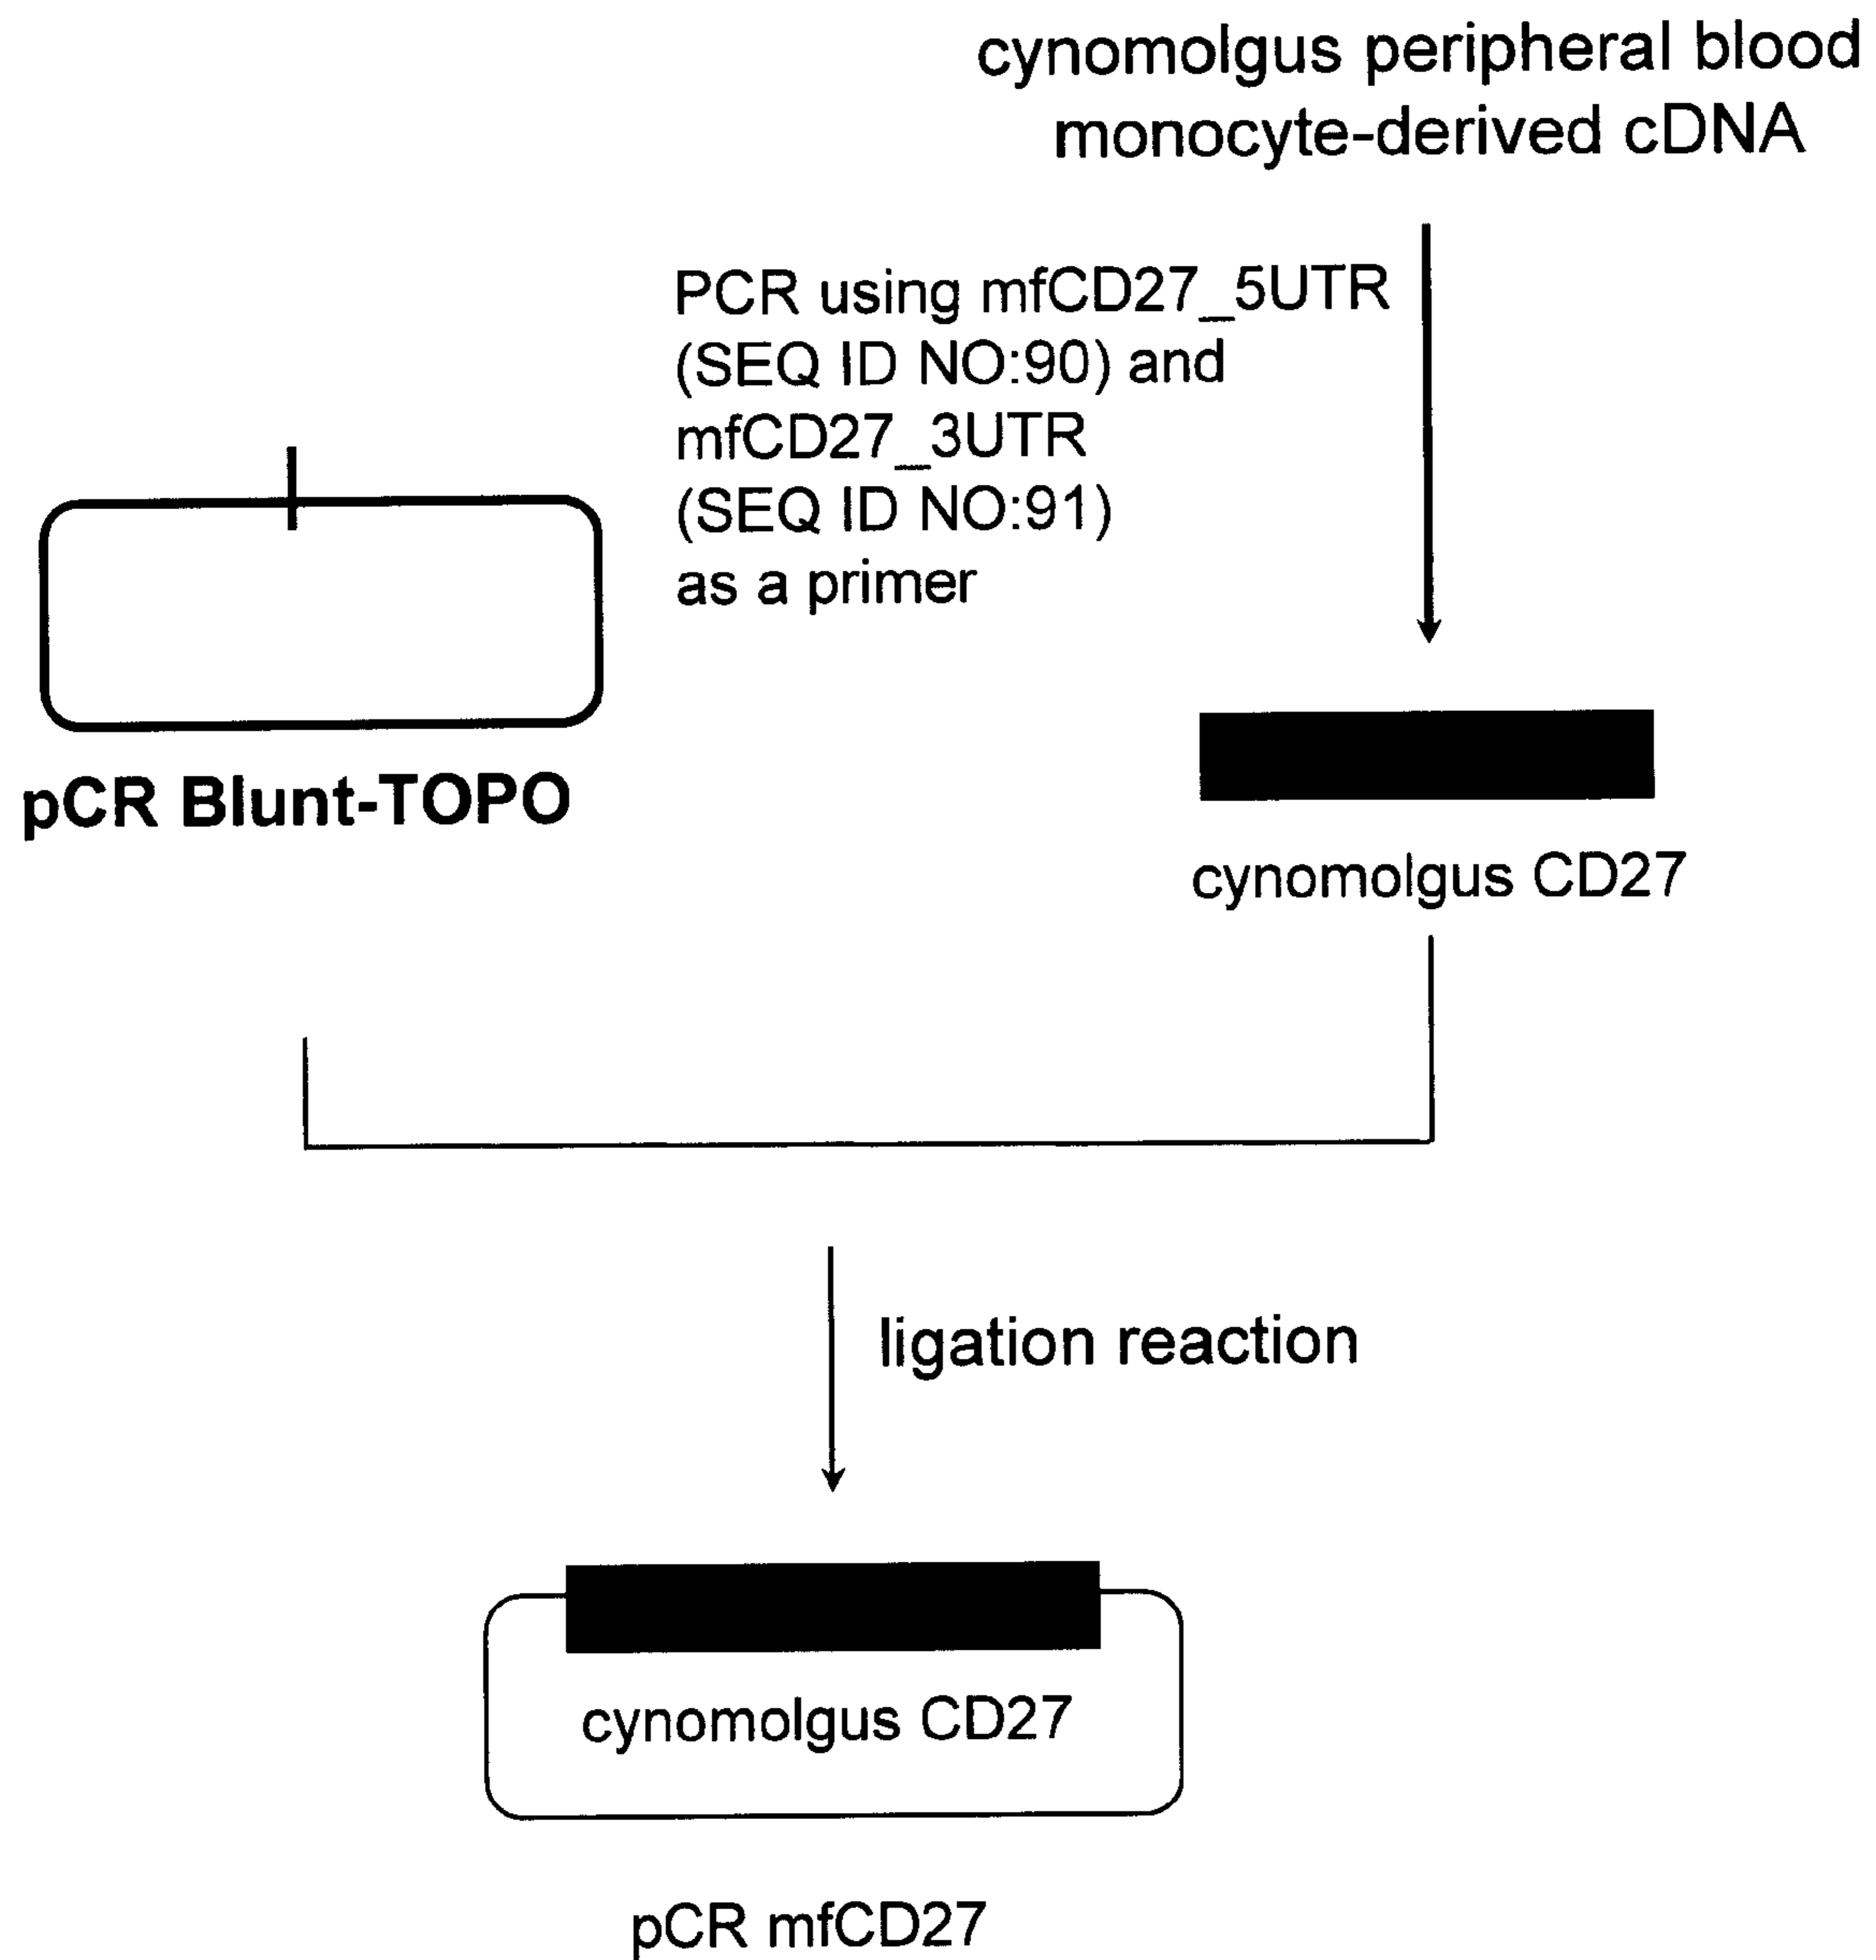 cynomolgus peripheral blood
monocyte-derived cDNA
PCR using mfCD27_5UTR
(SEQ ID NO:90) and
mfCD27_3UTR
(SEQ ID NO:91)
as a primer
pCR Blunt-TOPO
cynomolgus CD27
ligation reaction
cynomolgus CD27
pCR mfCD27